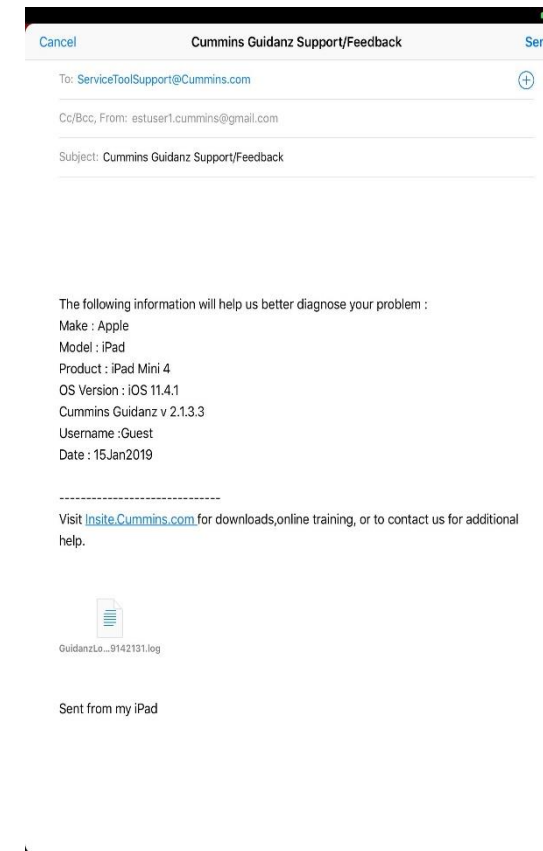 Cancel
Cummins Guidanz Support/Feedback
To: ServiceToolSupport@Cummins.com
Cc/Bcc, From: estuser1.cummins@gmail.com
Subject: Cummins Guidanz Support/Feedback
The following information will help us better diagnose your problem :
Make : Apple
Model : iPad
Product : iPad Mini 4
OS Version : iOS 11.4.1
Cummins Guidanz v 2.1.3.3
Username :Guest
Date : 15Jan2019
------------------------------
Visit Insite.Cummins.com for downloads,online training, or to contact us for additional
help.
GuidanzLo...9142131.log
Sent from my iPad